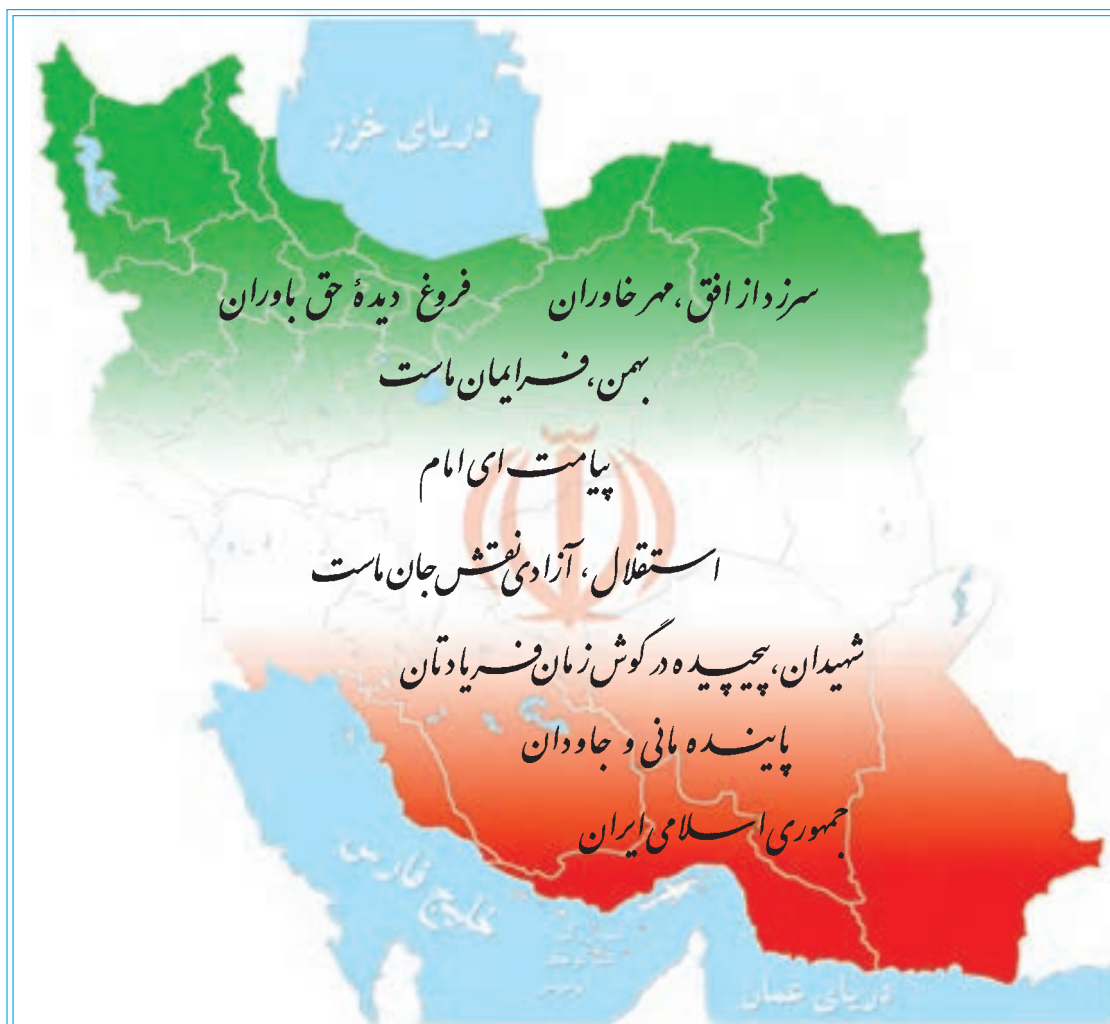 دریای خزر
سرزد از افق، مهر خاوران فروغ دیدهٔ حق باوران
بهمن، فر ایمان ماست
پیامت ای امام
استقلال، آزادی نقش جان ماست
شهیدان، پیچیده در گوش زمان فریادتان
پاینده مانی و جاودان
جمهوری اسلامی ایران
خلیج فارس
دریای عمان